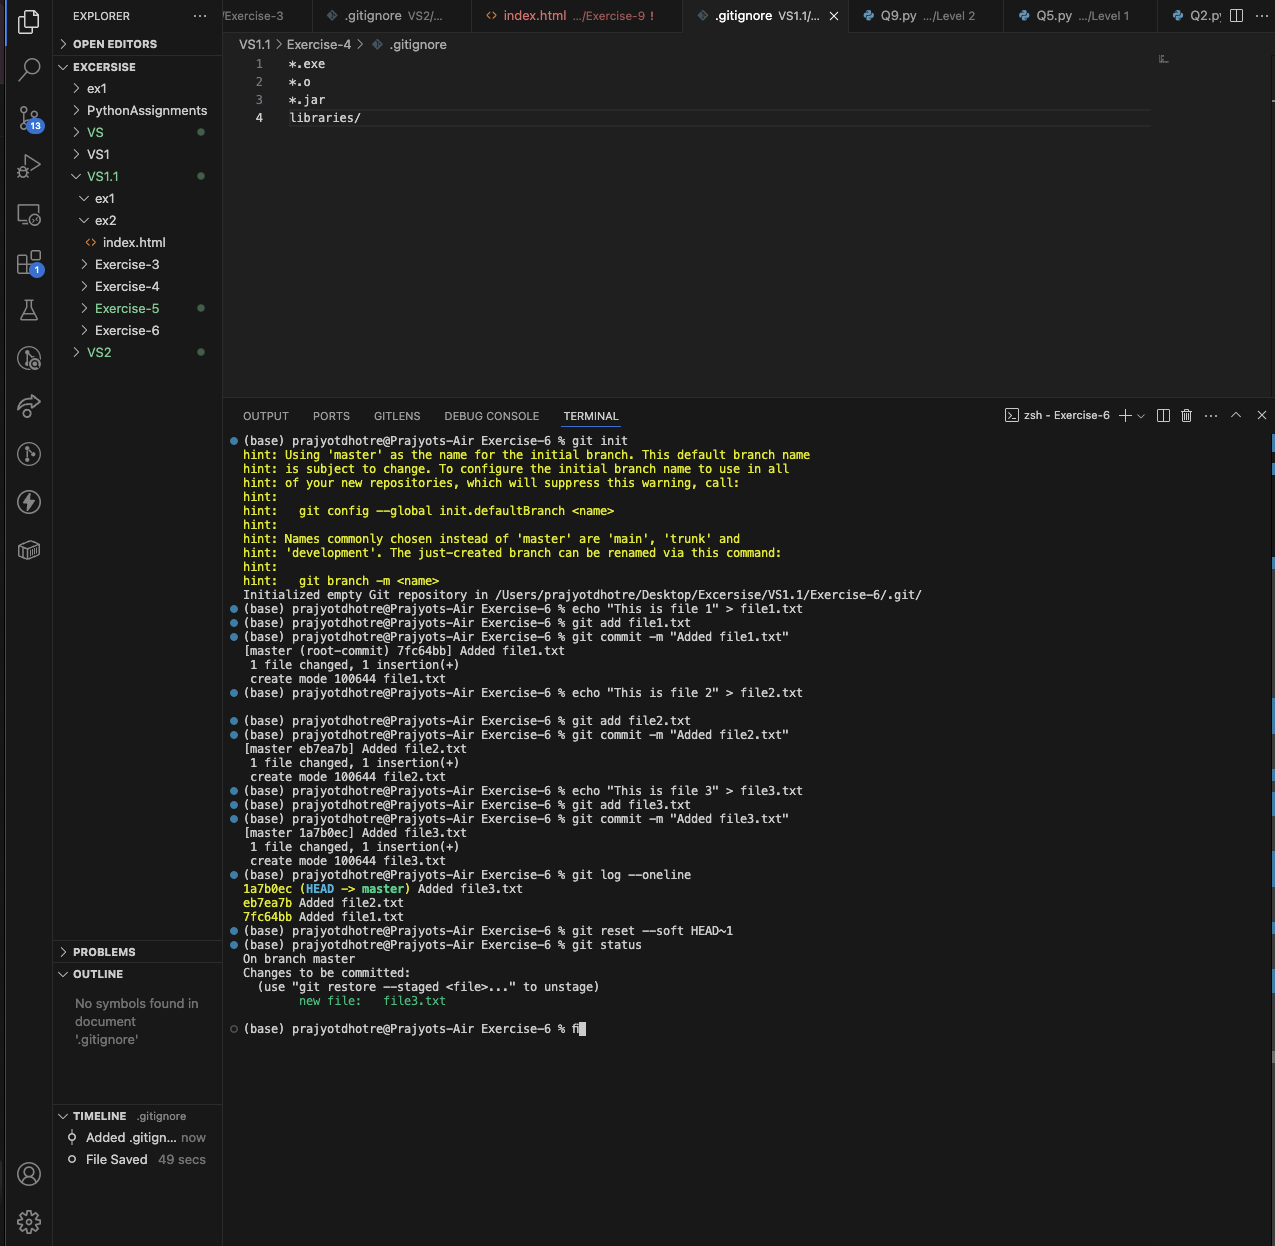 EXPLORER
/Exercise-3
.gitignore VS2/...
index.html .../Exercise-9 !
.gitignore VS1.1/...
Q9.py .../Level 2
Q5.py .../Level 1
Q2.py
OPEN EDITORS
EXCERSISE
ex1
PythonAssignments
VS
VS1
VS1.1
ex1
ex2
index.html
Exercise-3
Exercise-4
Exercise-5
Exercise-6
VS2
13
1
VS1.1 > Exercise-4 > .gitignore
1 *.exe
2 *.o
3 *.jar
4 libraries/
OUTPUT PORTS GITLENS DEBUG CONSOLE TERMINAL
zsh - Exercise-6
(base) prajyotdhotre@Prajyots-Air Exercise-6 % git init
hint: Using 'master' as the name for the initial branch. This default branch name
hint: is subject to change. To configure the initial branch name to use in all
hint: of your new repositories, which will suppress this warning, call:
hint:
hint:   git config --global init.defaultBranch <name>
hint:
hint: Names commonly chosen instead of 'master' are 'main', 'trunk' and
hint: 'development'. The just-created branch can be renamed via this command:
hint:
hint:   git branch -m <name>
Initialized empty Git repository in /Users/prajyotdhotre/Desktop/Excersise/VS1.1/Exercise-6/.git/
(base) prajyotdhotre@Prajyots-Air Exercise-6 % echo "This is file 1" > file1.txt
(base) prajyotdhotre@Prajyots-Air Exercise-6 % git add file1.txt
(base) prajyotdhotre@Prajyots-Air Exercise-6 % git commit -m "Added file1.txt"
[master (root-commit) 7fc64bb] Added file1.txt
 1 file changed, 1 insertion(+)
 create mode 100644 file1.txt
(base) prajyotdhotre@Prajyots-Air Exercise-6 % echo "This is file 2" > file2.txt
(base) prajyotdhotre@Prajyots-Air Exercise-6 % git add file2.txt
(base) prajyotdhotre@Prajyots-Air Exercise-6 % git commit -m "Added file2.txt"
[master eb7ea7b] Added file2.txt
 1 file changed, 1 insertion(+)
 create mode 100644 file2.txt
(base) prajyotdhotre@Prajyots-Air Exercise-6 % echo "This is file 3" > file3.txt
(base) prajyotdhotre@Prajyots-Air Exercise-6 % git add file3.txt
(base) prajyotdhotre@Prajyots-Air Exercise-6 % git commit -m "Added file3.txt"
[master 1a7b0ec] Added file3.txt
 1 file changed, 1 insertion(+)
 create mode 100644 file3.txt
(base) prajyotdhotre@Prajyots-Air Exercise-6 % git log --oneline
1a7b0ec (HEAD -> master) Added file3.txt
eb7ea7b Added file2.txt
7fc64bb Added file1.txt
(base) prajyotdhotre@Prajyots-Air Exercise-6 % git reset --soft HEAD~1
(base) prajyotdhotre@Prajyots-Air Exercise-6 % git status
On branch master
Changes to be committed:
  (use "git restore --staged <file>..." to unstage)
        new file:   file3.txt
(base) prajyotdhotre@Prajyots-Air Exercise-6 % fi
PROBLEMS
OUTLINE
No symbols found in
document
'.gitignore'
TIMELINE .gitignore
Added .gitign... now
File Saved 49 secs